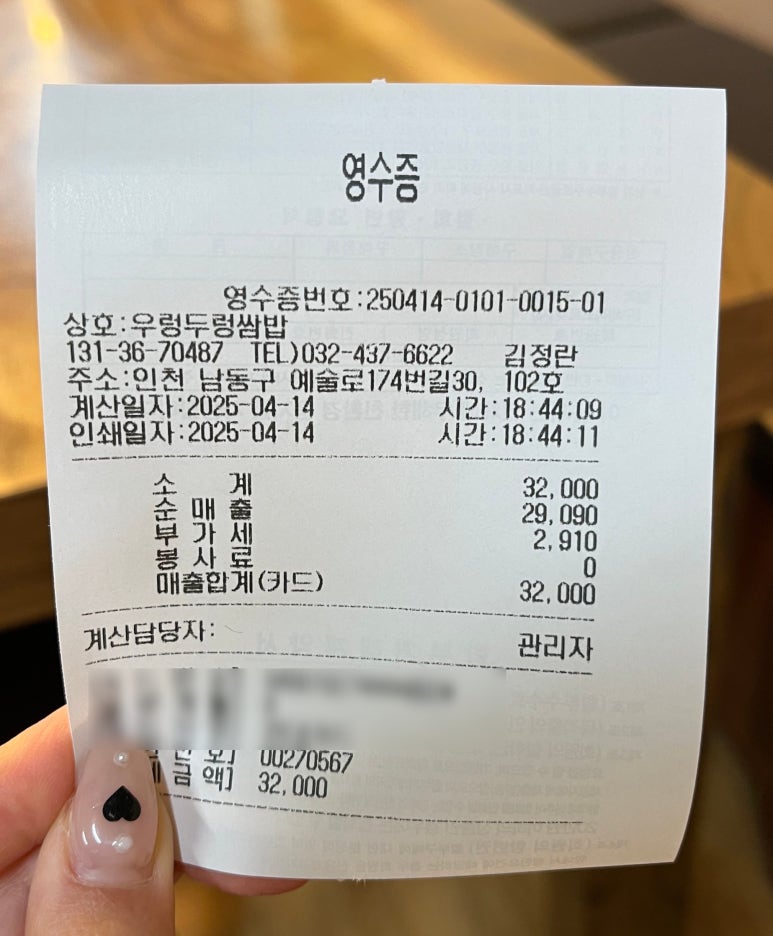 영수증
영수증번호:250414-0101-0015-01
상호:우렁두렁쌈밥
131-36-70487 TEL)032-437-6622 김정란
주소:인천 남동구 예술로174번길30, 102호
계산일자:2025-04-14 시간:18:44:09
인쇄일자:2025-04-14 시간:18:44:11
소 계 32,000
순 매 출 29,090
부 가 세 2,910
봉 사 료 0
매출합계(카드) 32,000
계산담당자: 관리자
호] 00270567
금 액] 32,000